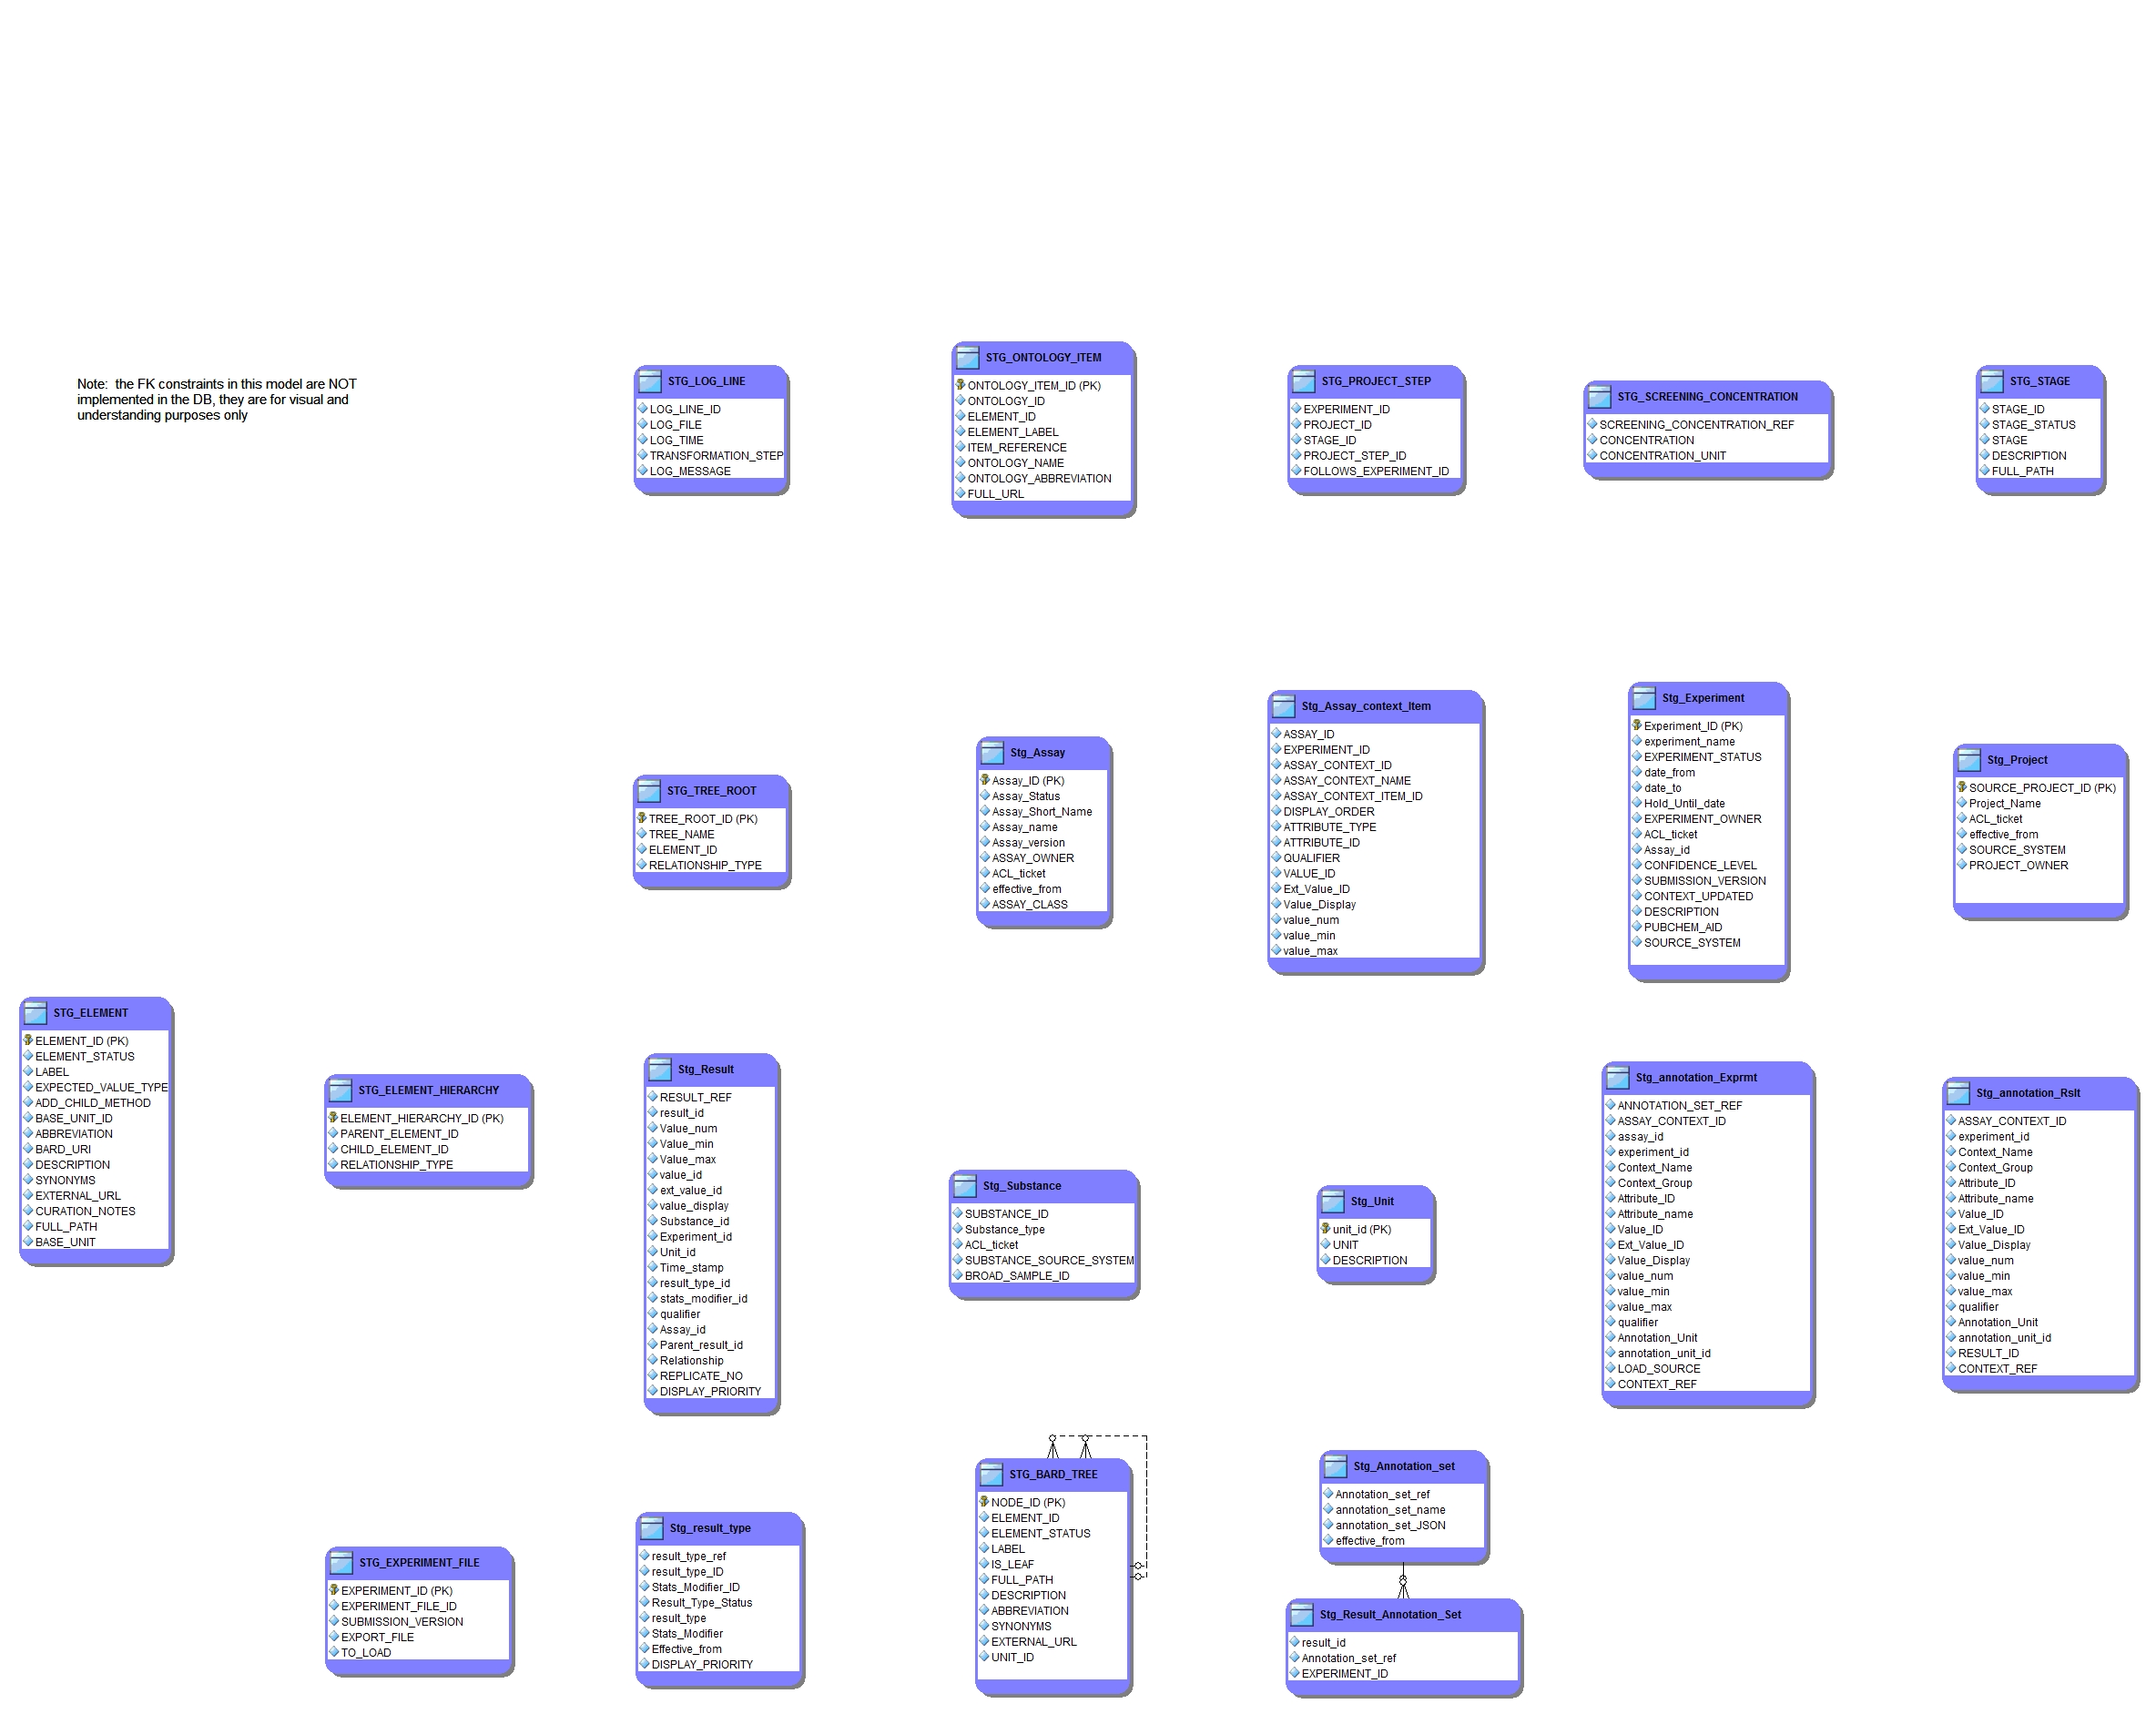 Note:  the FK constraints in this model are NOT
implemented in the DB, they are for visual and
understanding purposes only
STG_LOG_LINE
LOG_LINE_ID
LOG_FILE
LOG_TIME
TRANSFORMATION_STEP
LOG_MESSAGE
STG_ONTOLOGY_ITEM
ONTOLOGY_ITEM_ID (PK)
ONTOLOGY_ID
ELEMENT_ID
ELEMENT_LABEL
ITEM_REFERENCE
ONTOLOGY_NAME
ONTOLOGY_ABBREVIATION
FULL_URL
STG_PROJECT_STEP
EXPERIMENT_ID
PROJECT_ID
STAGE_ID
PROJECT_STEP_ID
FOLLOWS_EXPERIMENT_ID
STG_SCREENING_CONCENTRATION
SCREENING_CONCENTRATION_REF
CONCENTRATION
CONCENTRATION_UNIT
STG_STAGE
STAGE_ID
STAGE_STATUS
STAGE
DESCRIPTION
FULL_PATH
STG_TREE_ROOT
TREE_ROOT_ID (PK)
TREE_NAME
ELEMENT_ID
RELATIONSHIP_TYPE
Stg_Assay
Assay_ID (PK)
Assay_Status
Assay_Short_Name
Assay_name
Assay_version
ASSAY_OWNER
ACL_ticket
effective_from
ASSAY_CLASS
Stg_Assay_context_Item
ASSAY_ID
EXPERIMENT_ID
ASSAY_CONTEXT_ID
ASSAY_CONTEXT_NAME
ASSAY_CONTEXT_ITEM_ID
DISPLAY_ORDER
ATTRIBUTE_TYPE
ATTRIBUTE_ID
QUALIFIER
VALUE_ID
Ext_Value_ID
Value_Display
value_num
value_min
value_max
Stg_Experiment
Experiment_ID (PK)
experiment_name
EXPERIMENT_STATUS
date_from
date_to
Hold_Until_date
EXPERIMENT_OWNER
ACL_ticket
Assay_id
CONFIDENCE_LEVEL
SUBMISSION_VERSION
CONTEXT_UPDATED
DESCRIPTION
PUBCHEM_AID
SOURCE_SYSTEM
Stg_Project
SOURCE_PROJECT_ID (PK)
Project_Name
ACL_ticket
effective_from
SOURCE_SYSTEM
PROJECT_OWNER
STG_ELEMENT
ELEMENT_ID (PK)
ELEMENT_STATUS
LABEL
EXPECTED_VALUE_TYPE
ADD_CHILD_METHOD
BASE_UNIT_ID
ABBREVIATION
BARD_URI
DESCRIPTION
SYNONYMS
EXTERNAL_URL
CURATION_NOTES
FULL_PATH
BASE_UNIT
STG_ELEMENT_HIERARCHY
ELEMENT_HIERARCHY_ID (PK)
PARENT_ELEMENT_ID
CHILD_ELEMENT_ID
RELATIONSHIP_TYPE
Stg_Result
RESULT_REF
result_id
Value_num
Value_min
Value_max
value_id
ext_value_id
value_display
Substance_id
Experiment_id
Unit_id
Time_stamp
result_type_id
stats_modifier_id
qualifier
Assay_id
Parent_result_id
Relationship
REPLICATE_NO
DISPLAY_PRIORITY
Stg_Substance
SUBSTANCE_ID
Substance_type
ACL_ticket
SUBSTANCE_SOURCE_SYSTEM
BROAD_SAMPLE_ID
Stg_Unit
unit_id (PK)
UNIT
DESCRIPTION
Stg_annotation_Exprmt
ANNOTATION_SET_REF
ASSAY_CONTEXT_ID
assay_id
experiment_id
Context_Name
Context_Group
Attribute_ID
Attribute_name
Value_ID
Ext_Value_ID
Value_Display
value_num
value_min
value_max
qualifier
Annotation_Unit
annotation_unit_id
LOAD_SOURCE
CONTEXT_REF
Stg_annotation_Rslt
ASSAY_CONTEXT_ID
experiment_id
Context_Name
Context_Group
Attribute_ID
Attribute_name
Value_ID
Ext_Value_ID
Value_Display
value_num
value_min
value_max
qualifier
Annotation_Unit
annotation_unit_id
RESULT_ID
CONTEXT_REF
STG_EXPERIMENT_FILE
EXPERIMENT_ID (PK)
EXPERIMENT_FILE_ID
SUBMISSION_VERSION
EXPORT_FILE
TO_LOAD
Stg_result_type
result_type_ref
result_type_ID
Stats_Modifier_ID
Result_Type_Status
result_type
Stats_Modifier
Effective_from
DISPLAY_PRIORITY
STG_BARD_TREE
NODE_ID (PK)
ELEMENT_ID
ELEMENT_STATUS
LABEL
IS_LEAF
FULL_PATH
DESCRIPTION
ABBREVIATION
SYNONYMS
EXTERNAL_URL
UNIT_ID
Stg_Annotation_set
Annotation_set_ref
annotation_set_name
annotation_set_JSON
effective_from
Stg_Result_Annotation_Set
result_id
Annotation_set_ref
EXPERIMENT_ID